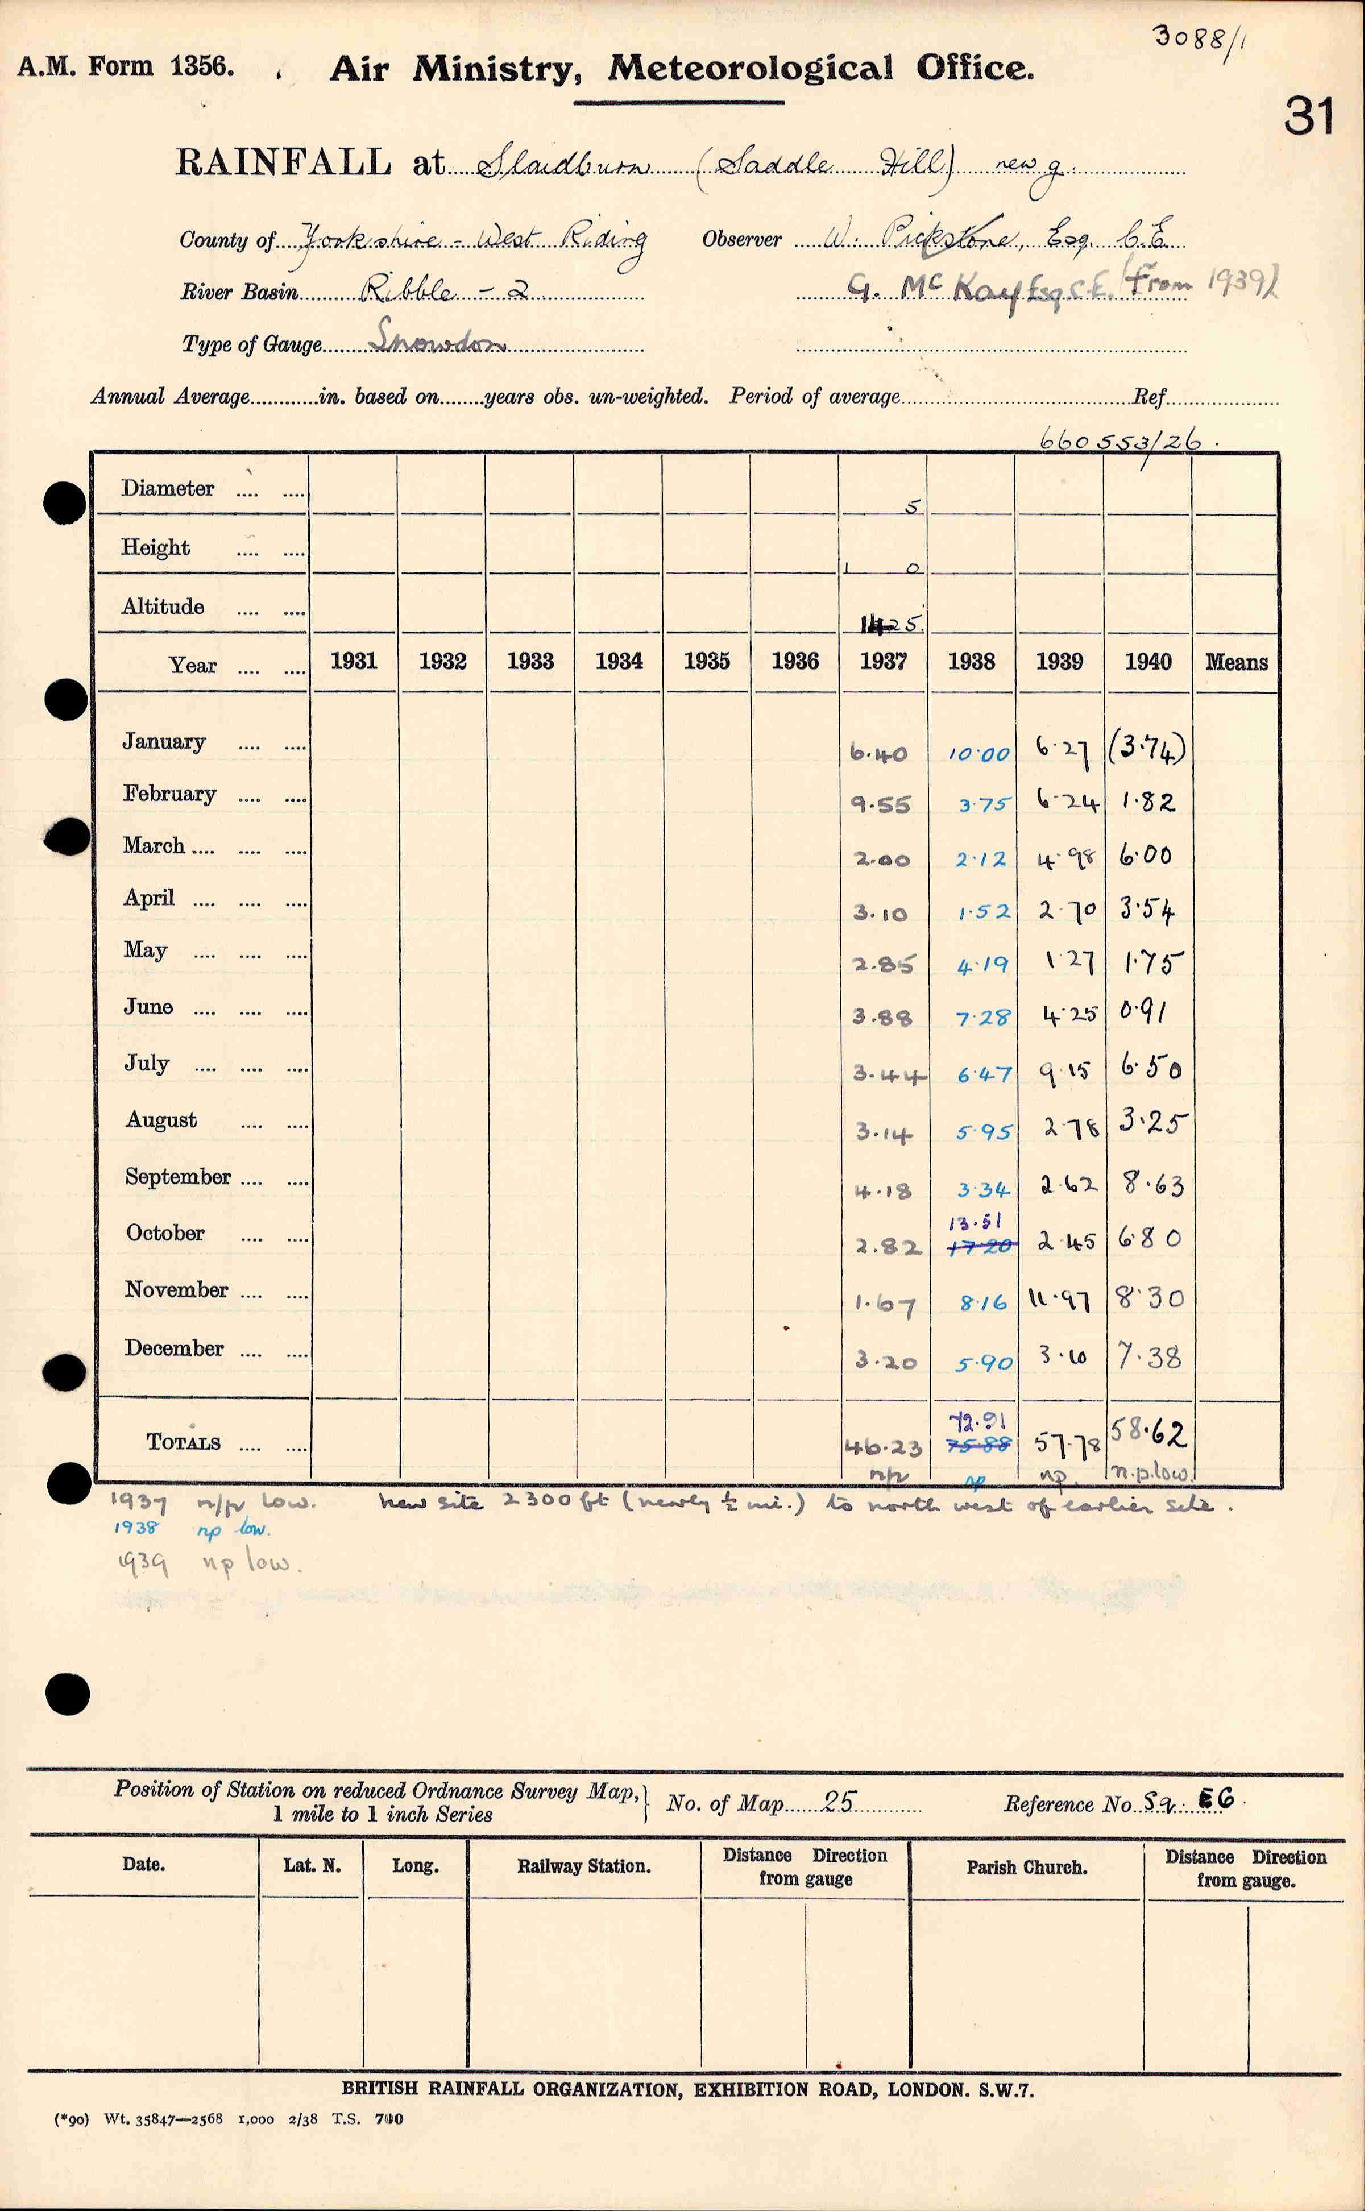 3088/1
A.M. Form 1356. Air Ministry, Meteorological Office.
31
RAINFALL at Slaidburn (Saddle Hill) new g.
County of Yorkshire - West Riding Observer W. Pickstone, Esq. C.E.
River Basin Ribble - 2 G. McKay Esq C.E. (From 1939)
Type of Gauge Snowdon
Annual Average............in. based on........years obs. un-weighted. Period of average.................Ref.................
660553/26.
Diameter .... .... 5
Height .... .... 1 0
Altitude .... .... 1425
Year .... .... 1931 1932 1933 1934 1935 1936 1937 1938 1939 1940 Means
January .... .... 6.40 10.00 6.27 (3.74)
February .... .... 9.55 3.75 6.24 1.82
March .... .... .... 2.00 2.12 4.98 6.00
April .... .... .... 3.10 1.52 2.70 3.54
May .... .... .... 2.85 4.19 1.27 1.75
June .... .... .... 3.88 7.28 4.25 0.91
July .... .... .... 3.44 6.47 9.15 6.50
August .... .... 3.14 5.95 2.78 3.25
September .... .... 4.18 3.34 2.62 8.63
13.51
October .... .... 2.82 17.20 2.45 6.80
November .... .... 1.67 8.16 11.97 8.30
December .... .... 3.20 5.90 3.10 7.38
72.91
TOTALS .... .... 46.23 75.88 57.78 58.62
n/p np np n.p.low.
1937 n/p low. New site 2300 ft (nearly ½ mi.) to north west of earlier site.
1938 np low.
1939 np low.
Position of Station on reduced Ordnance Survey Map, 1 mile to 1 inch Series } No. of Map 25 Reference No Sq. E6.
Date. Lat. N. Long. Railway Station. Distance Direction from gauge Parish Church. Distance Direction from gauge.
BRITISH RAINFALL ORGANIZATION, EXHIBITION ROAD, LONDON. S.W.7.
(*90) Wt. 35847—2568 1,000 2/38 T.S. 700